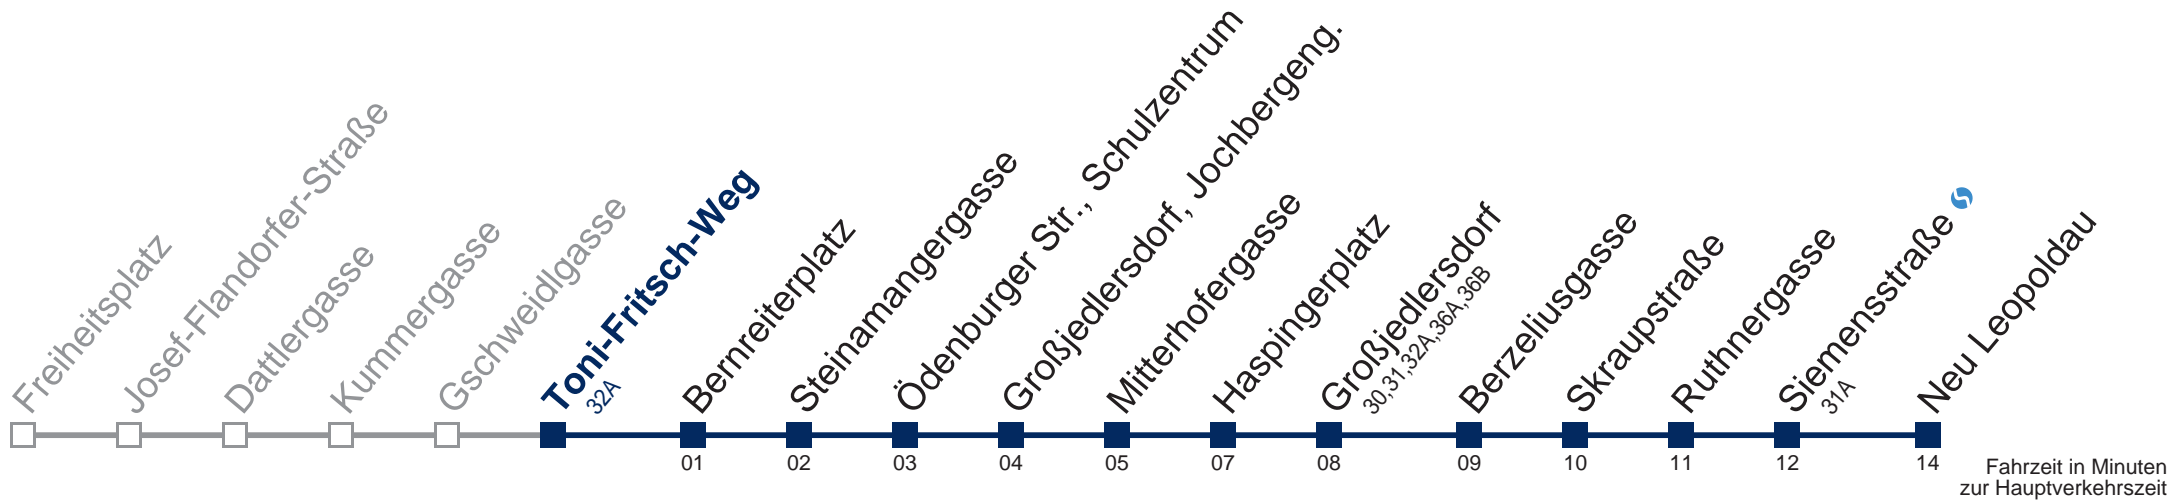 Freiheitsplatz
Josef-Flandorfer-Straße
Dattlergasse
Kummergasse
Gschweidlgasse
Toni-Fritsch-Weg
32A
Bernreiterplatz
Steinamangergasse
Ödenburger Str., Schulzentrum
Großjedlersdorf, Jochbergeng.
Mitterhofergasse
Haspingerplatz
Großjedlersdorf
30,31,32A,36A,36B
Berzeliusgasse
Skraupstraße
Ruthnergasse
Siemensstraße
31A
Neu Leopoldau
01 02 03 04 05 07 08 09 10 11 12 14
Fahrzeit in Minuten
zur Hauptverkehrszeit